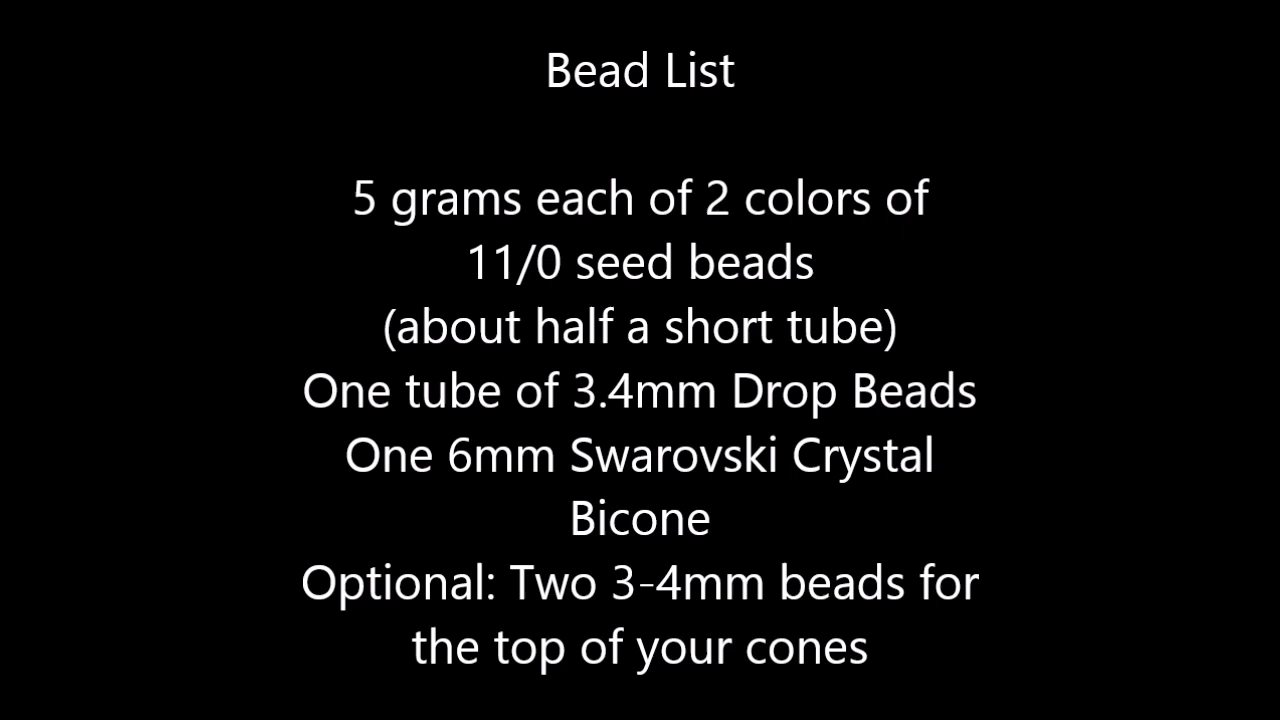 Bead List
5 grams each of 2 colors of
11/0 seed beads
(about half a short tube)
One tube of 3.4mm Drop Beads
One 6mm Swarovski Crystal
Bicone
Optional: Two 3-4mm beads for
the top of your cones